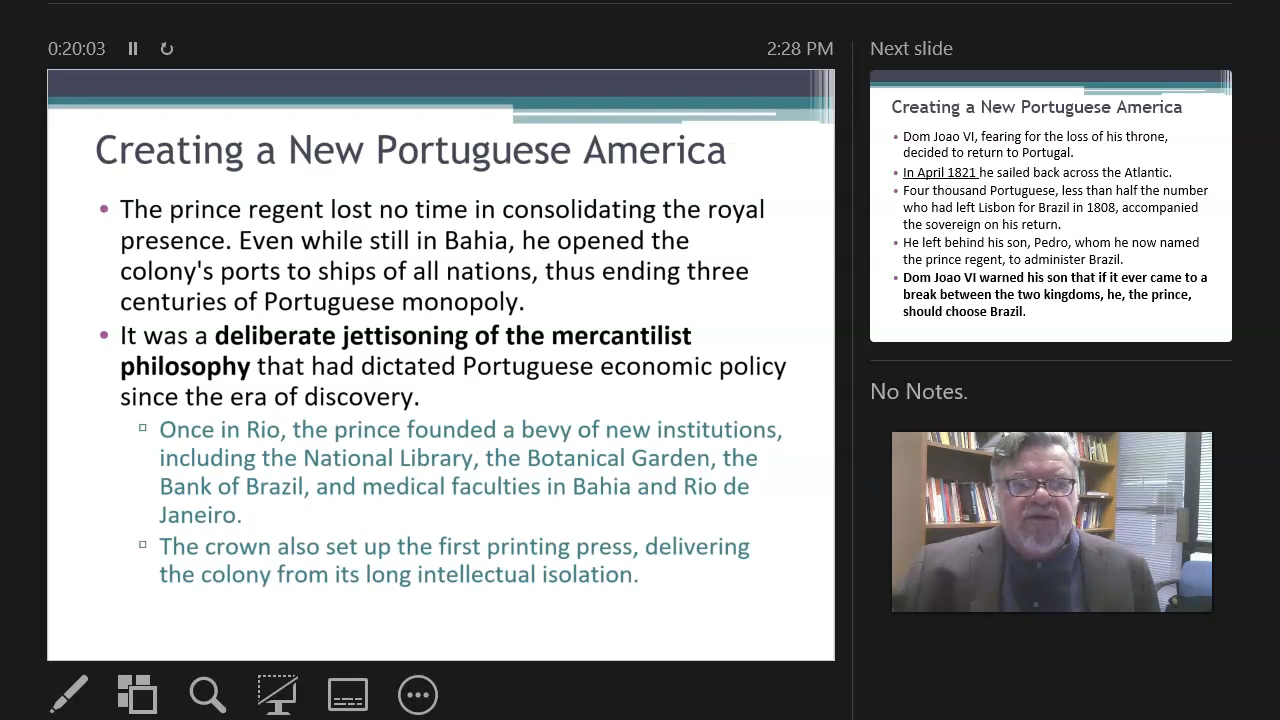 0:20:03
2:28 PM
Next slide
Creating a New Portuguese America
• The prince regent lost no time in consolidating the royal
presence. Even while still in Bahia, he opened the
colony's ports to ships of all nations, thus ending three
centuries of Portuguese monopoly.
• It was a deliberate jettisoning of the mercantilist
philosophy that had dictated Portuguese economic policy
since the era of discovery.
▫ Once in Rio, the prince founded a bevy of new institutions,
including the National Library, the Botanical Garden, the
Bank of Brazil, and medical faculties in Bahia and Rio de
Janeiro.
▫ The crown also set up the first printing press, delivering
the colony from its long intellectual isolation.
Creating a New Portuguese America
• Dom Joao VI, fearing for the loss of his throne,
decided to return to Portugal.
• In April 1821 he sailed back across the Atlantic.
• Four thousand Portuguese, less than half the number
who had left Lisbon for Brazil in 1808, accompanied
the sovereign on his return.
• He left behind his son, Pedro, whom he now named
the prince regent, to administer Brazil.
• Dom Joao VI warned his son that if it ever came to a
break between the two kingdoms, he, the prince,
should choose Brazil.
No Notes.